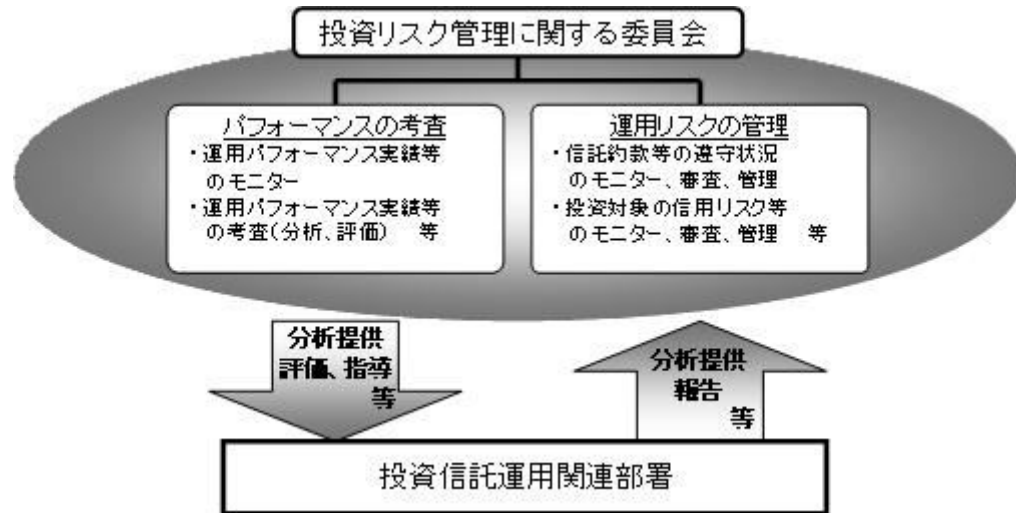 投資リスク管理に関する委員会
パフォーマンスの考査
・運用パフォーマンス実績等
のモニター
・運用パフォーマンス実績等
の考査(分析、評価) 等
運用リスクの管理
・信託約款等の遵守状況
のモニター、審査、管理
・投資対象の信用リスク等
のモニター、審査、管理 等
分析提供
評価、指導
等
分析提供
報告
等
投資信託運用関連部署